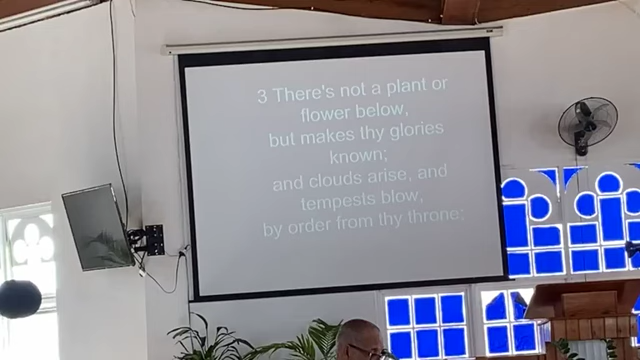 3 There's not a plant or
flower below,
but makes thy glories
known;
and clouds arise, and
tempests blow,
by order from thy throne;